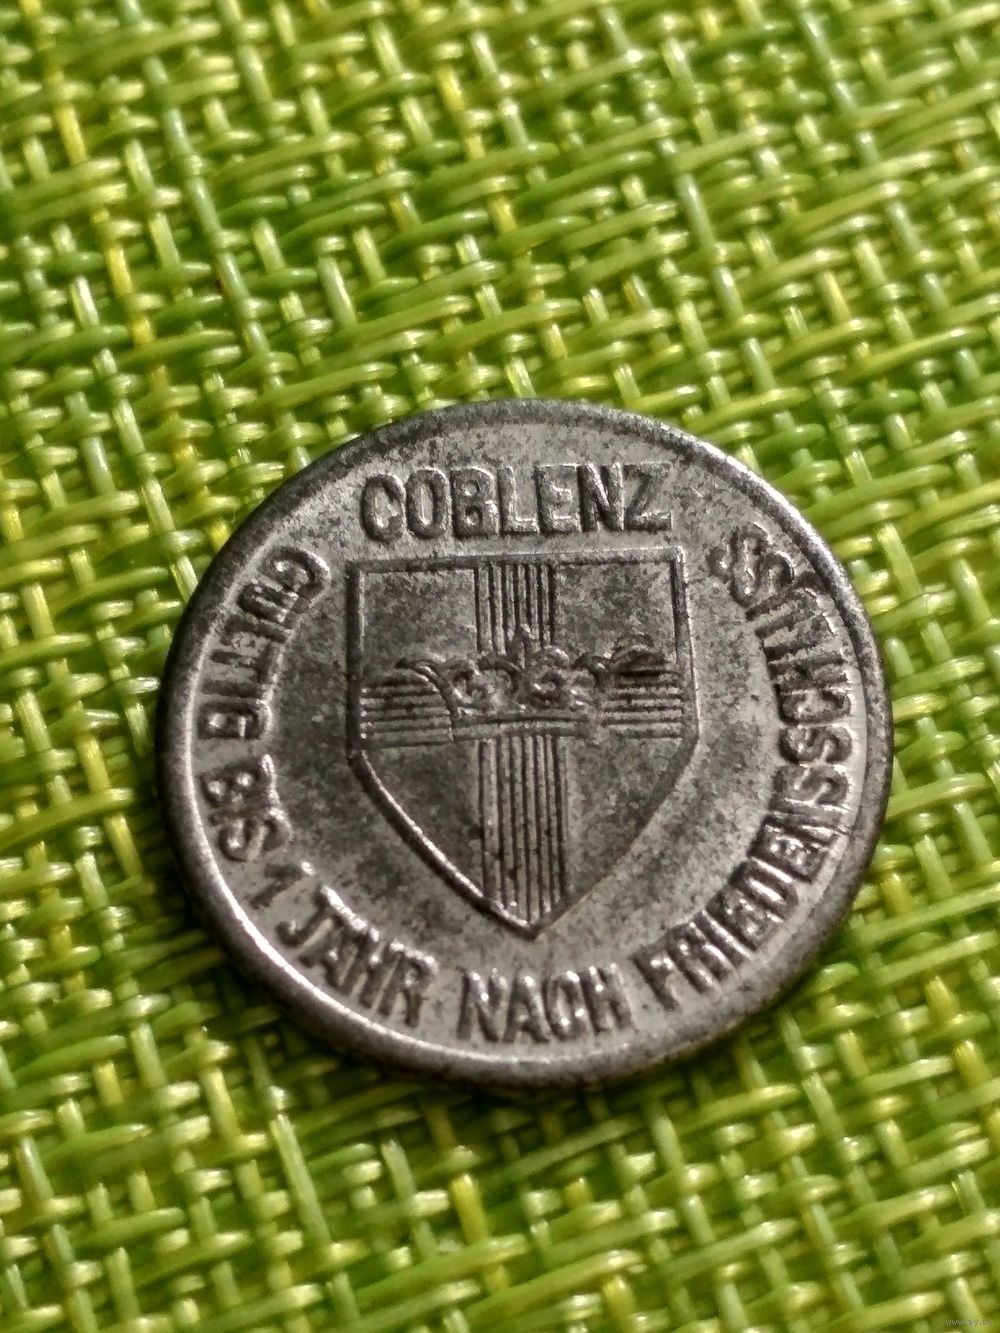 COBLENZ
GÜLTIG BIS 1 JAHR NACH FRIEDENSSCHLUSS